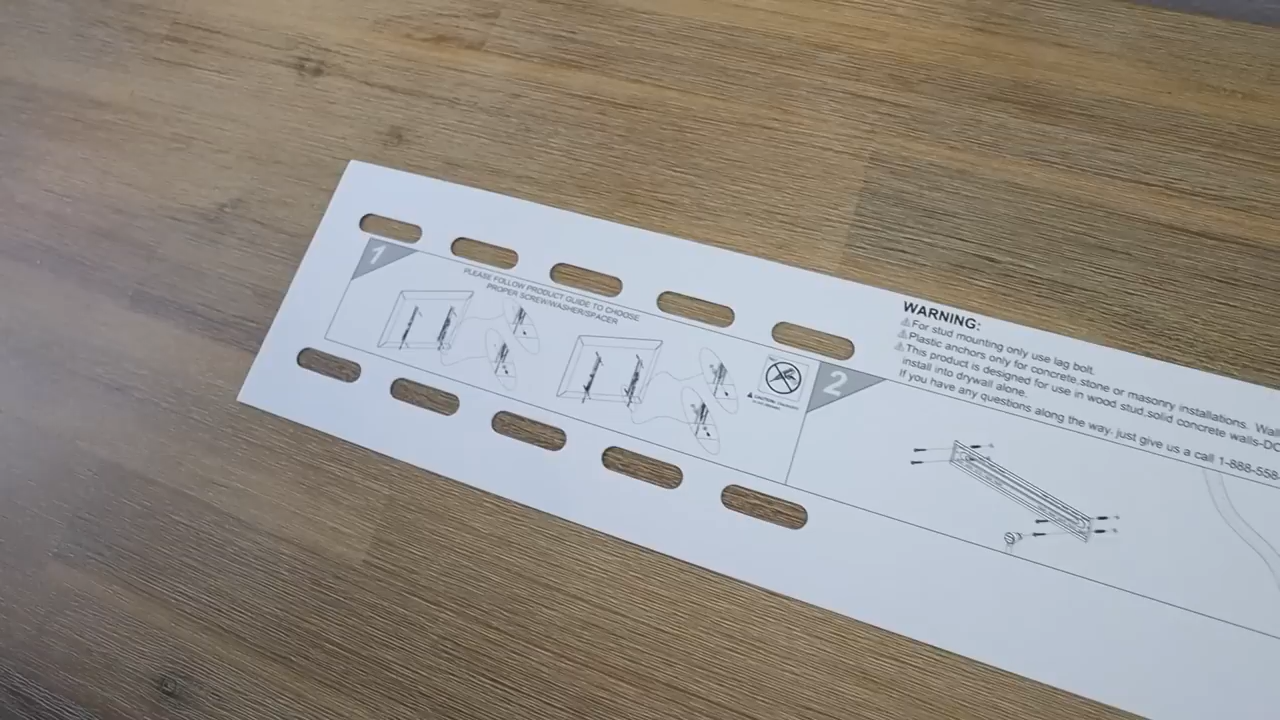 1
PLEASE FOLLOW PRODUCT GUIDE TO CHOOSE
PROPER SCREW/WASHER/SPACER
CAUTION:
2
WARNING:
For stud mounting only use lag bolt.
Plastic anchors only for concrete,stone or masonry installations. Wall
This product is designed for use in wood stud,solid concrete walls-DO
install into drywall alone.
If you have any questions along the way, just give us a call 1-888-558-